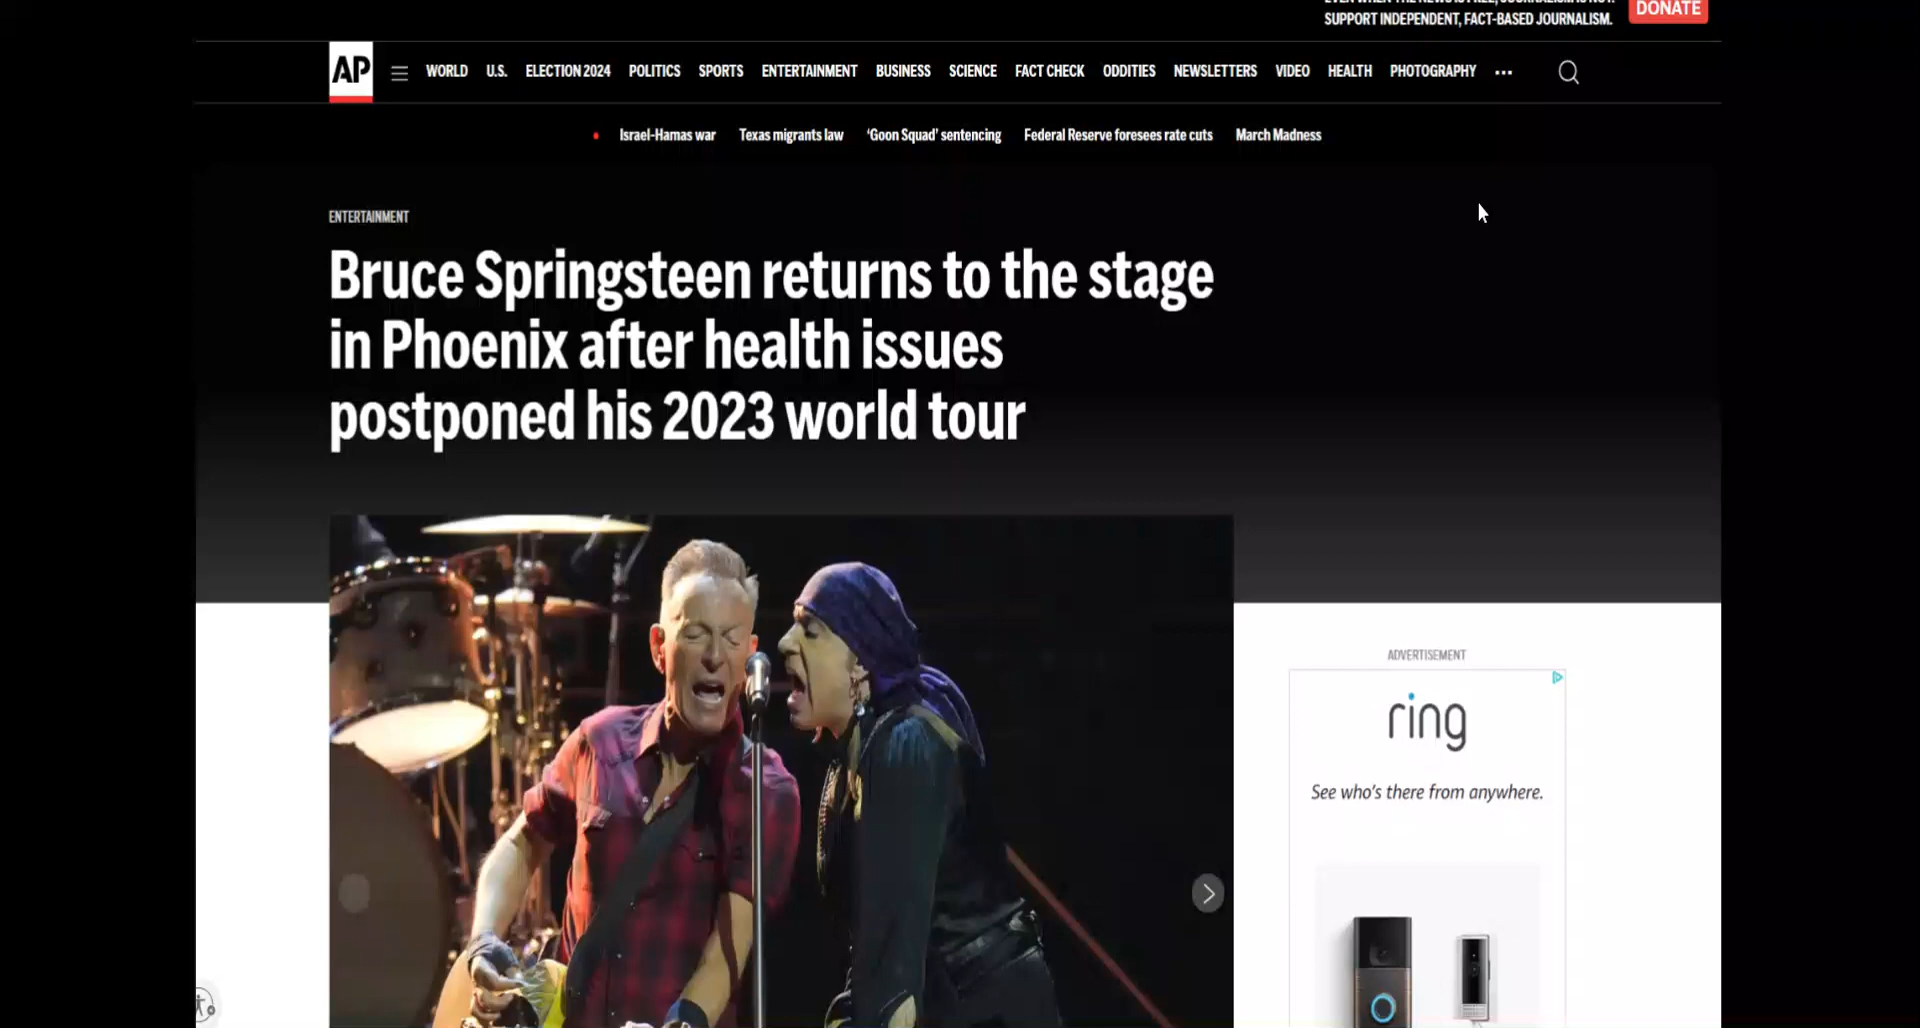 SUPPORT INDEPENDENT, FACT-BASED JOURNALISM.
DONATE
AP
WORLD U.S. ELECTION 2024 POLITICS SPORTS ENTERTAINMENT BUSINESS SCIENCE FACT CHECK ODDITIES NEWSLETTERS VIDEO HEALTH PHOTOGRAPHY
Israel-Hamas war Texas migrants law ‘Goon Squad’ sentencing Federal Reserve foresees rate cuts March Madness
ENTERTAINMENT
Bruce Springsteen returns to the stage
in Phoenix after health issues
postponed his 2023 world tour
ADVERTISEMENT
ring
See who's there from anywhere.